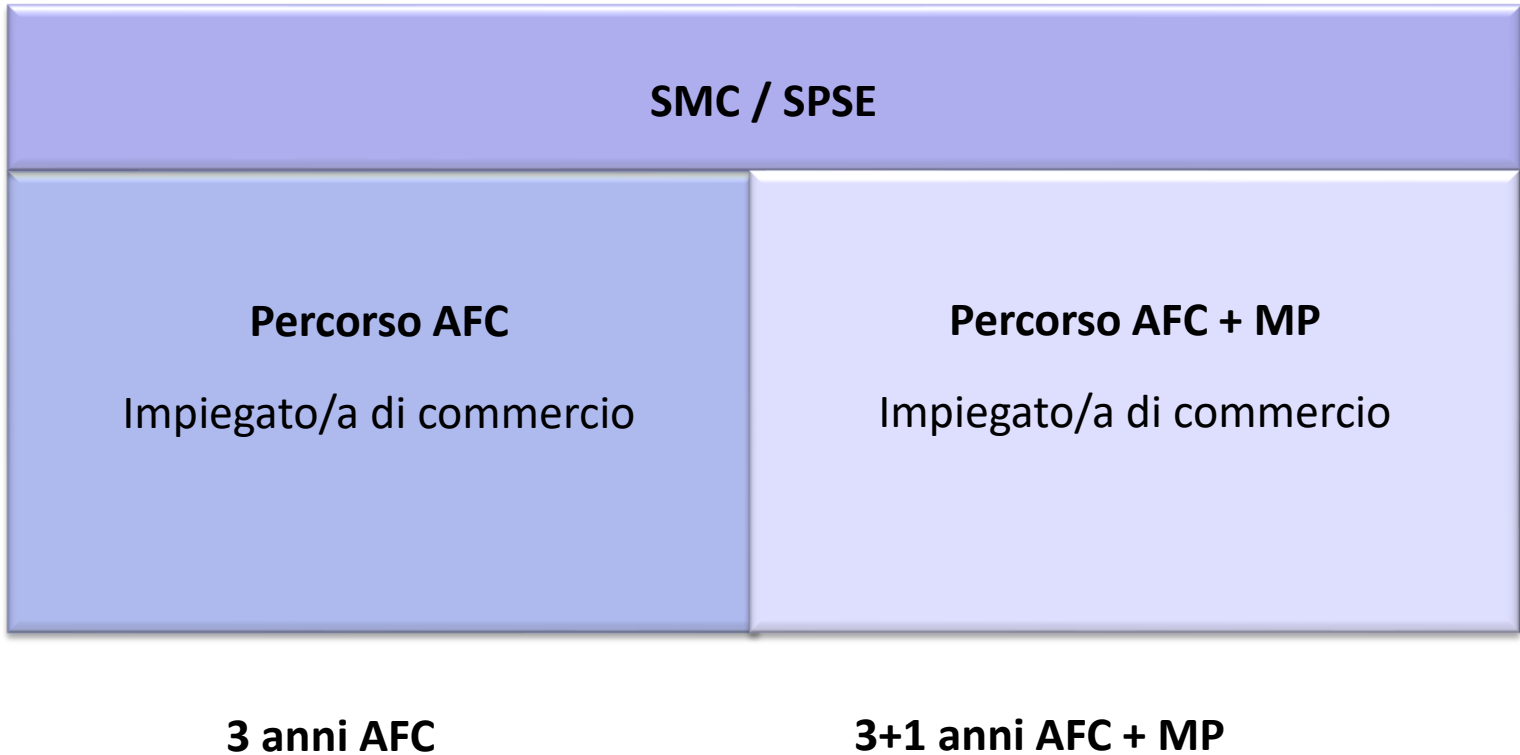 SMC / SPSE
Percorso AFC
Impiegato/a di commercio
Percorso AFC + MP
Impiegato/a di commercio
3 anni AFC
3+1 anni AFC + MP